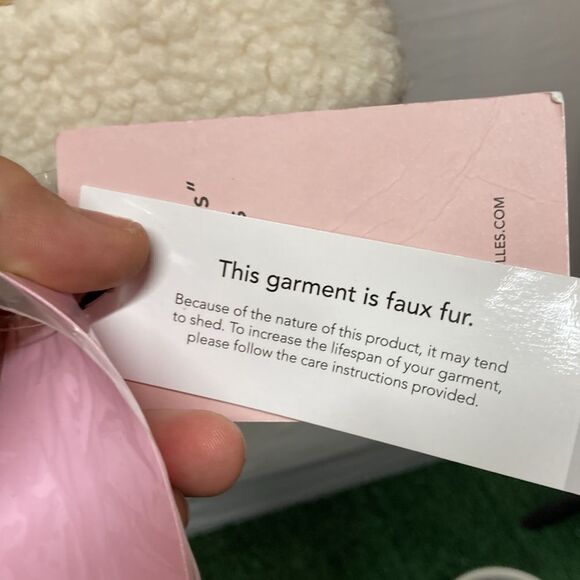 s"
s
LLES.COM
This garment is faux fur.
Because of the nature of this product, it may tend
to shed. To increase the lifespan of your garment,
please follow the care instructions provided.